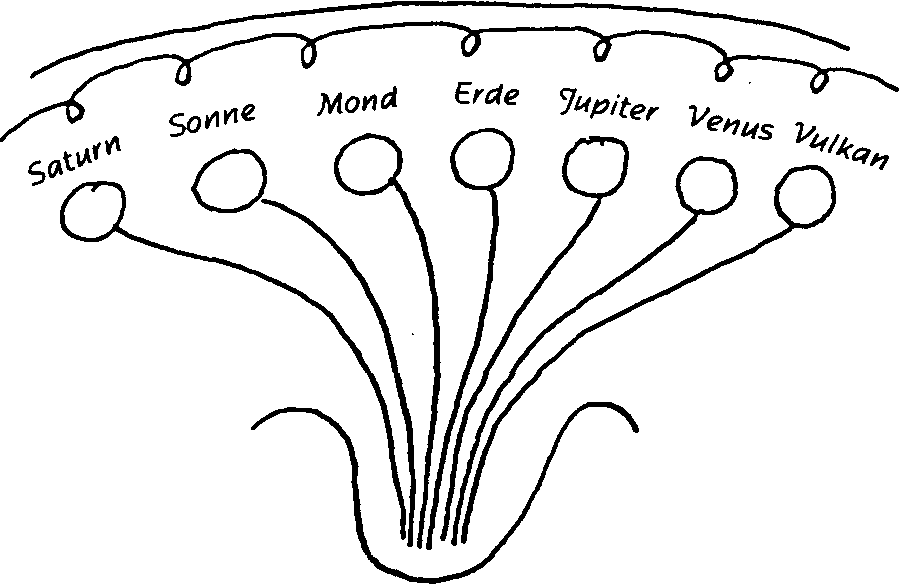 Saturn
Sonne
Mond
Erde
Jupiter
Venus
Vulkan